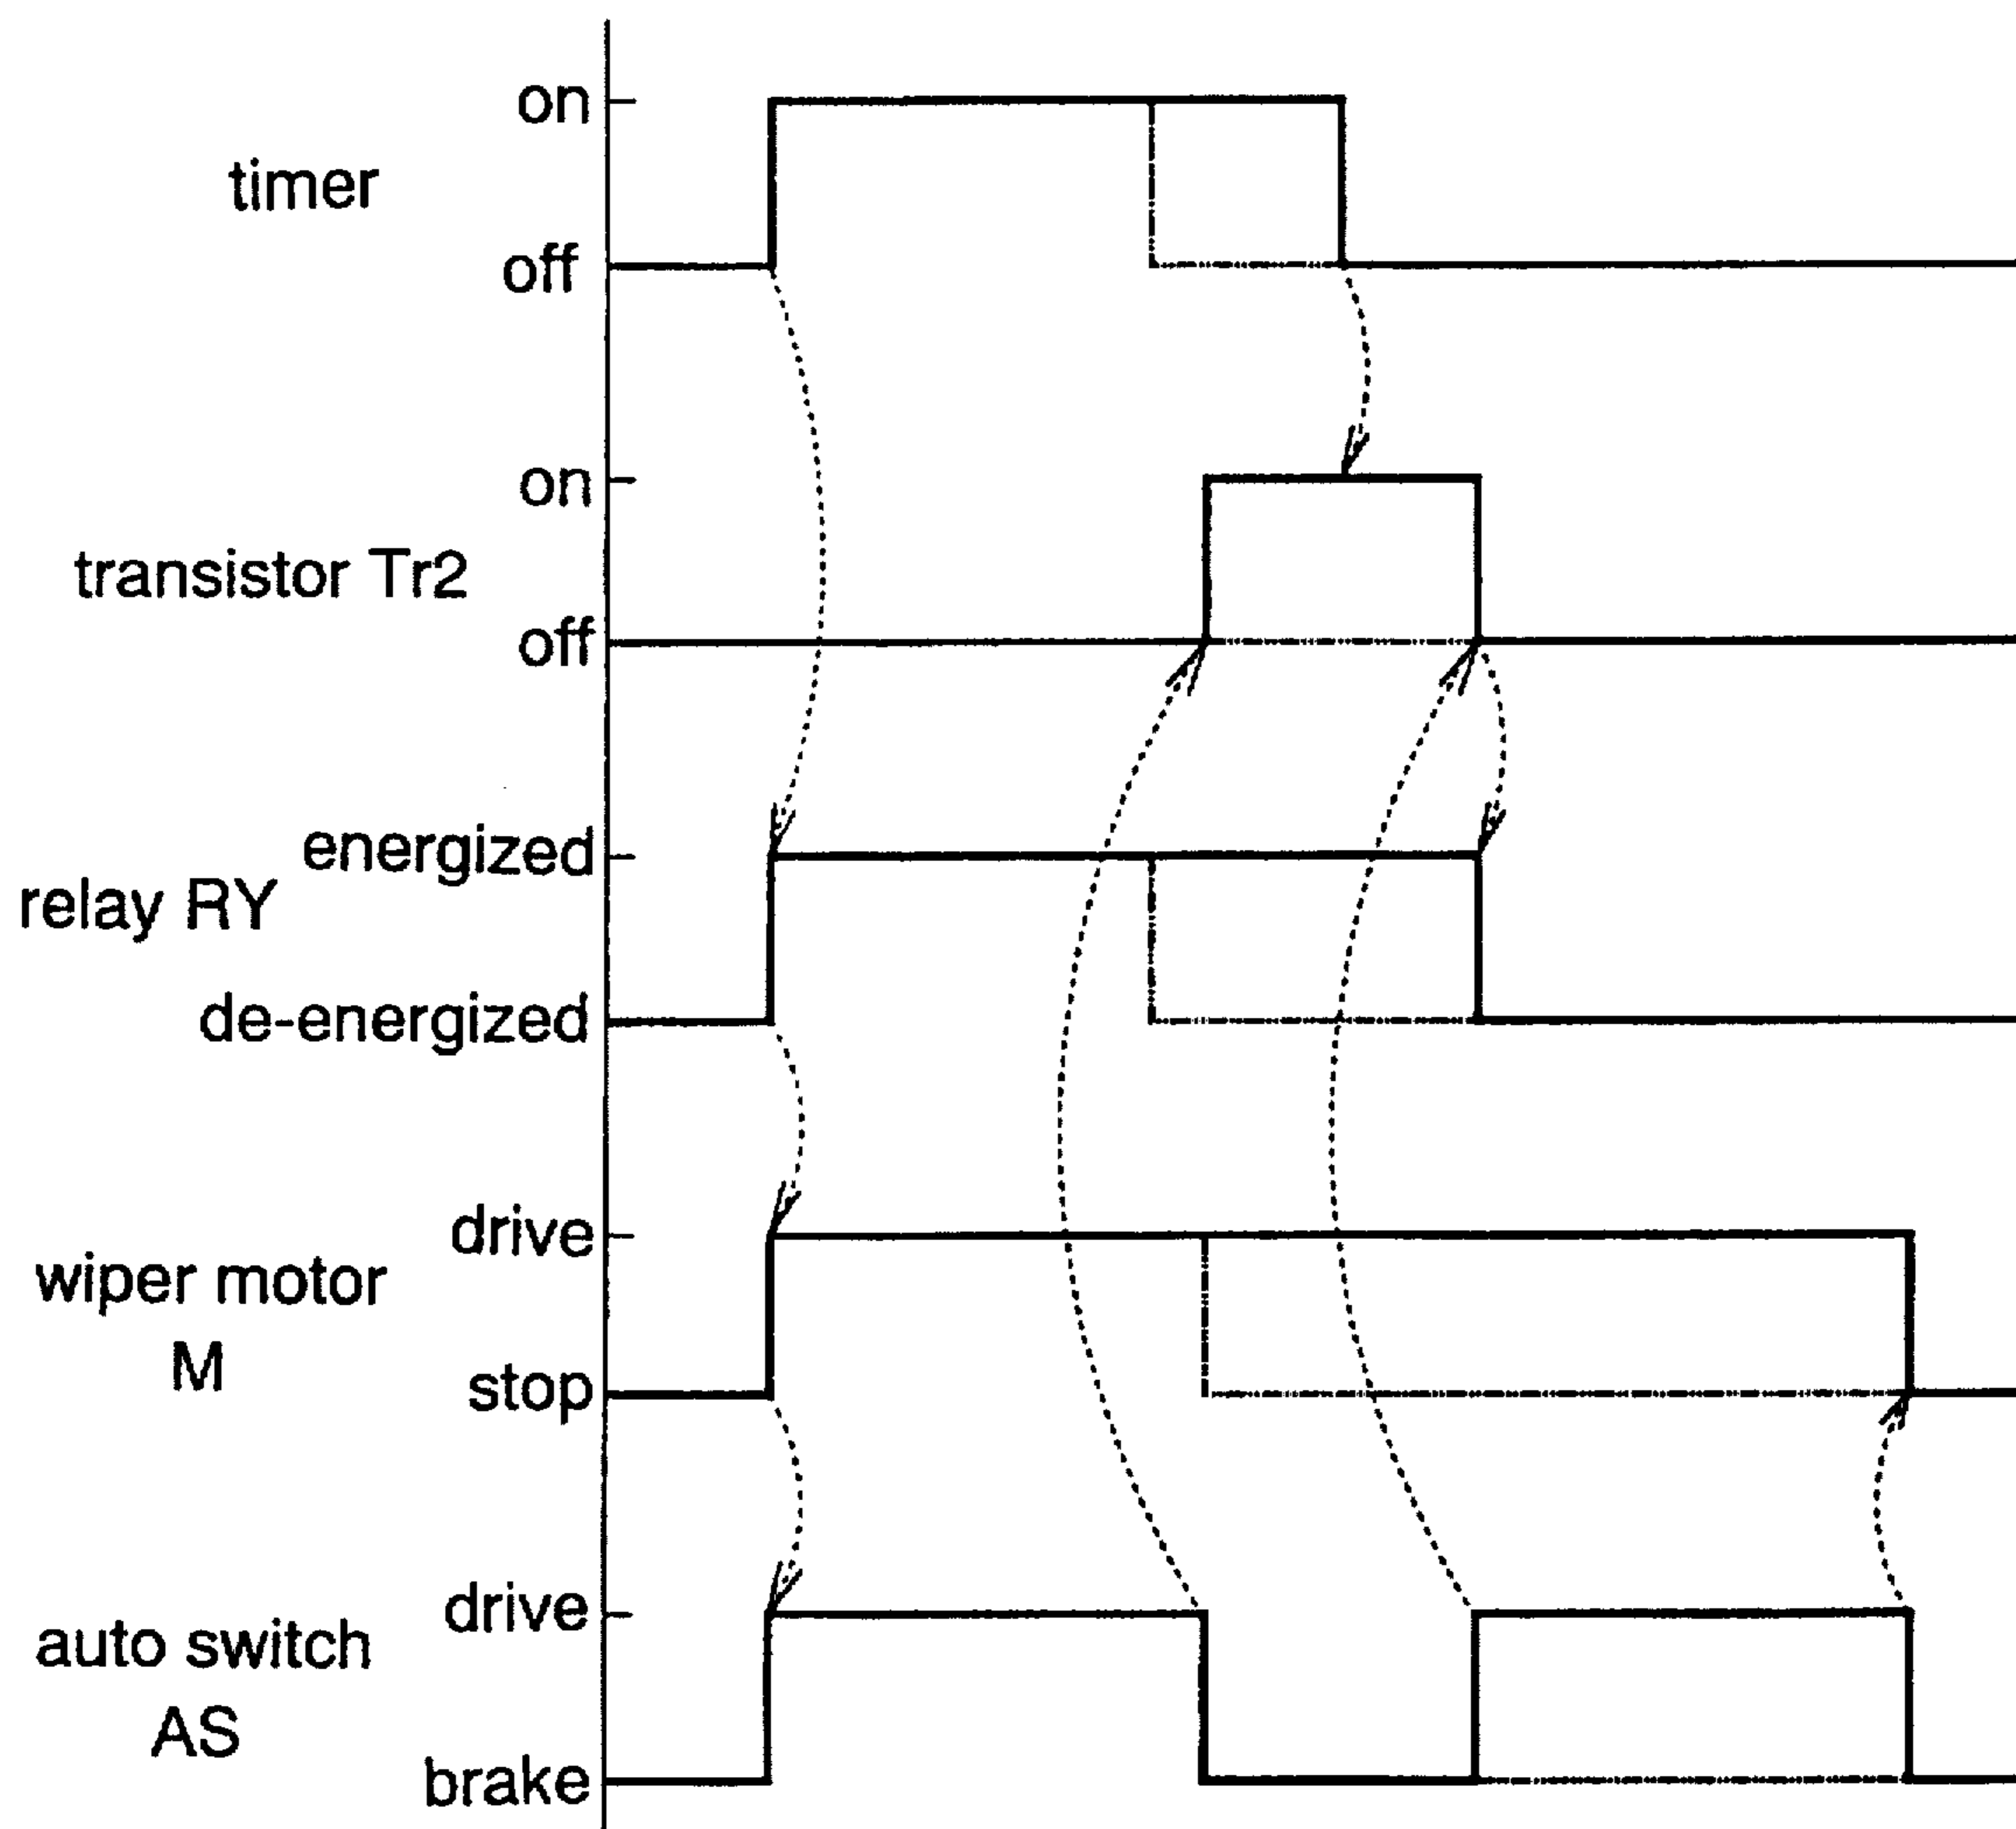 on
timer
off
on
transistor Tr2
off
energized
relay RY
de-energized
drive
wiper motor
M
stop
drive
auto switch
AS
brake